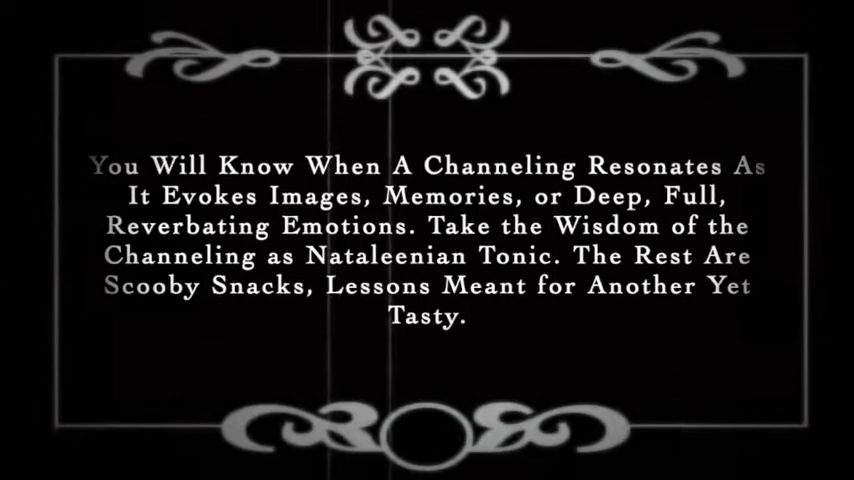 You Will Know When A Channeling Resonates As
It Evokes Images, Memories, or Deep, Full,
Reverbating Emotions. Take the Wisdom of the
Channeling as Nataleenian Tonic. The Rest Are
Scooby Snacks, Lessons Meant for Another Yet
Tasty.